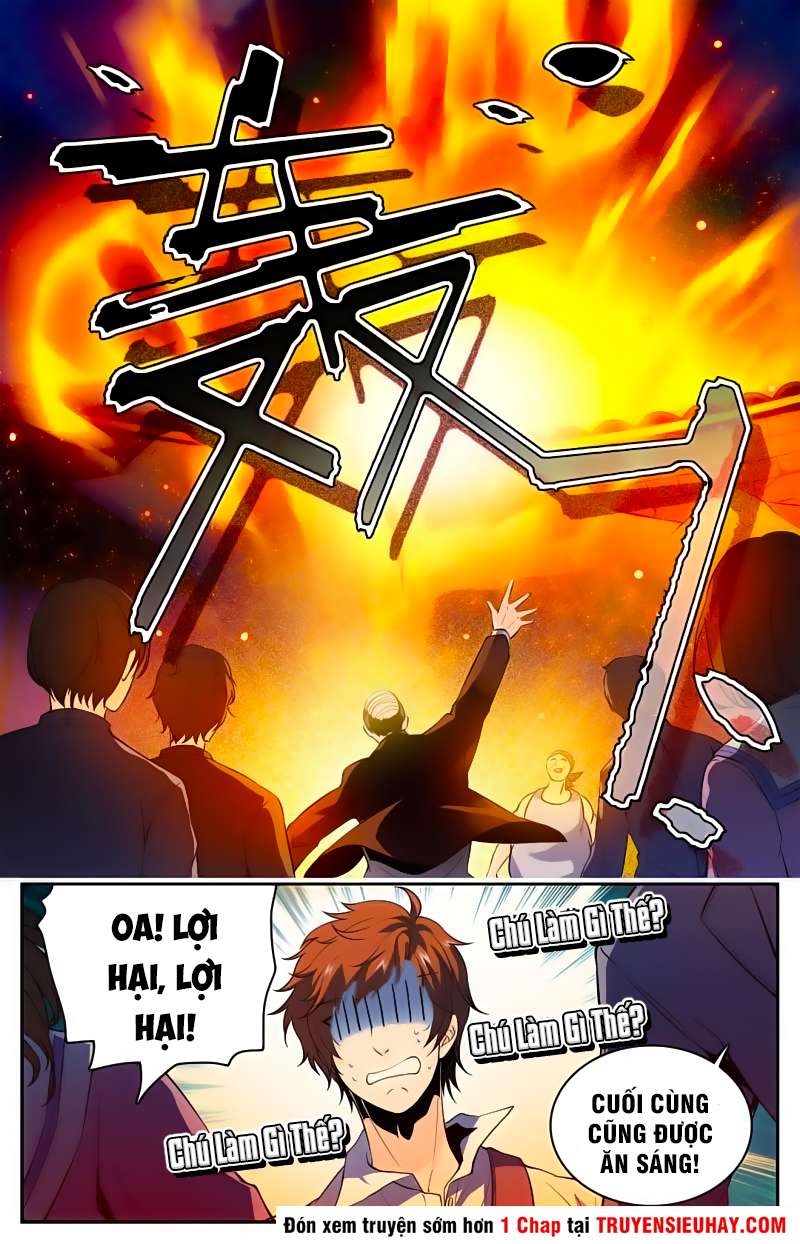 轰
OA! LỢI
HẠI, LỢI
HẠI!
Chú Làm Gì Thế?
Chú Làm Gì Thế?
Chú Làm Gì Thế?
CUỐI CÙNG
CŨNG ĐƯỢC
ĂN SÁNG!
Đón xem truyện sớm hơn 1 Chap tại TRUYENSIEUHAY.COM